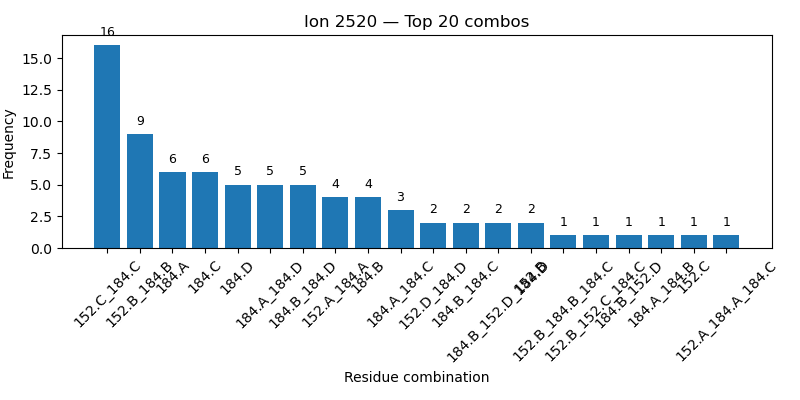 Ion 2520 — Top 20 combos
16
9
6
6
5
5
5
4
4
3
2
2
2
2
1
1
1
1
1
1
Frequency
15.0
12.5
10.0
7.5
5.0
2.5
0.0
152.C_184.C
152.B_184.B
184.A
184.C
184.D
184.A_184.D
184.B_184.D
152.A_184.A
184.B
184.A_184.C
152.D_184.D
184.B_184.C
184.B_152.D_184.D
152.B_184.B_184.C
152.B_152.C_184.C
184.B_152.D
184.A_184.B
152.C
152.A_184.A_184.C
Residue combination